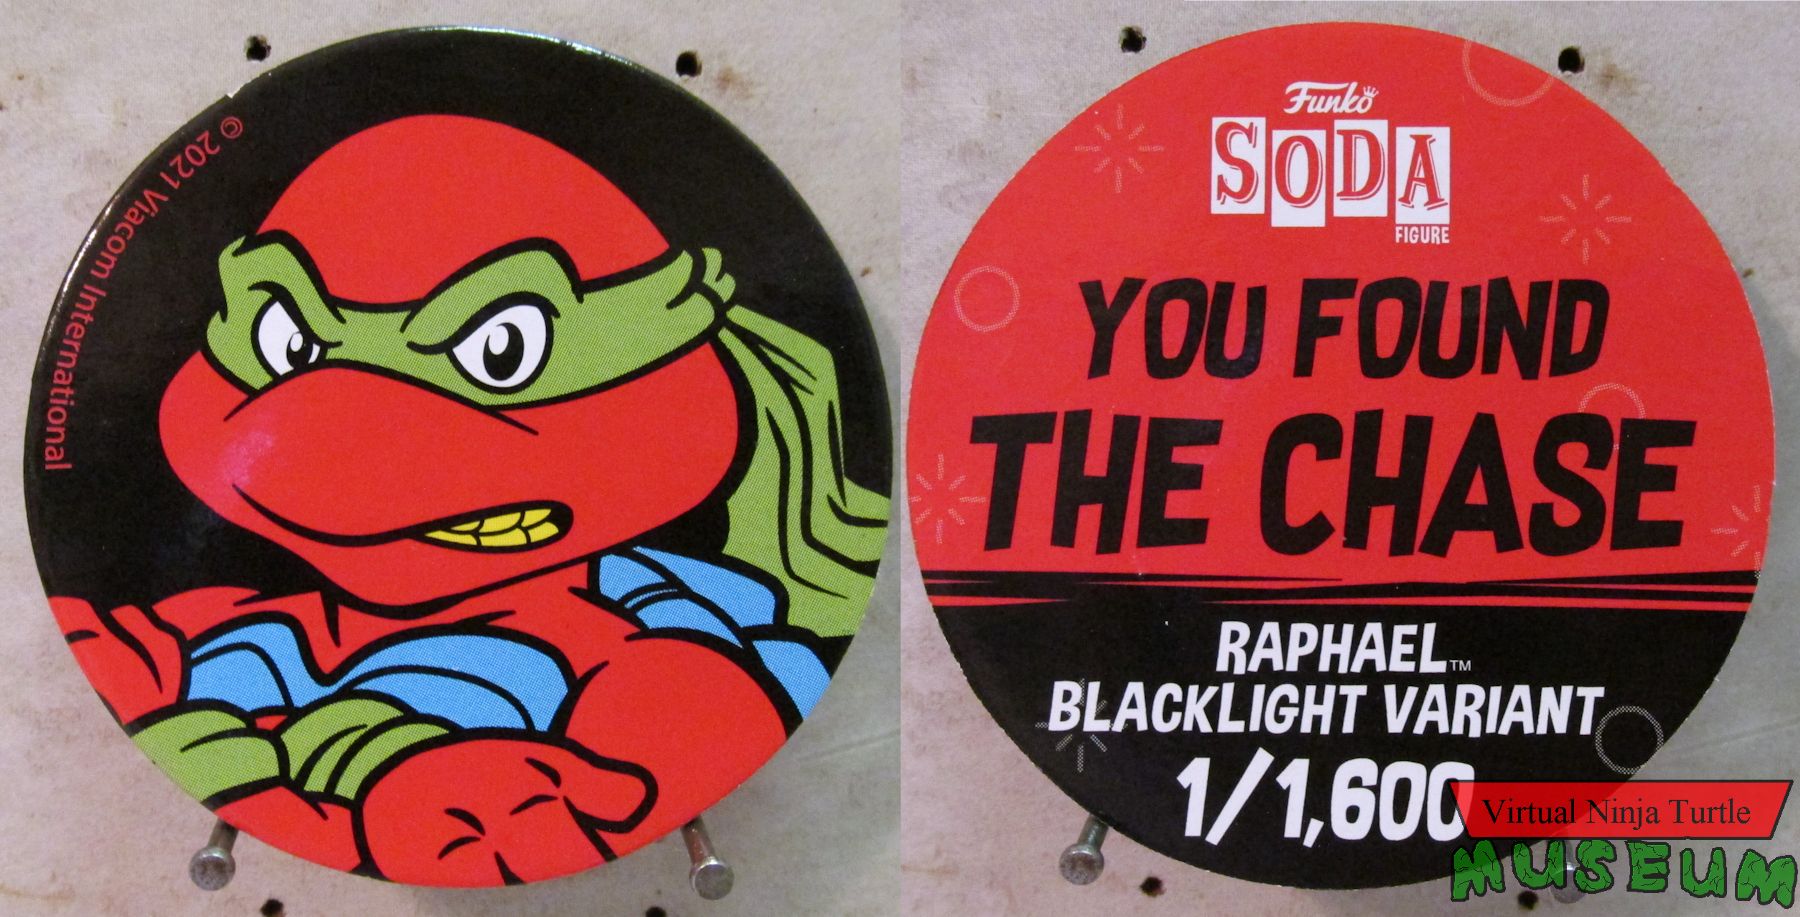 © 2021 Viacom International
Funko
SODA
FIGURE
YOU FOUND
THE CHASE
RAPHAEL™
BLACKLIGHT VARIANT
1/1,600
Virtual Ninja Turtle
MUSEUM